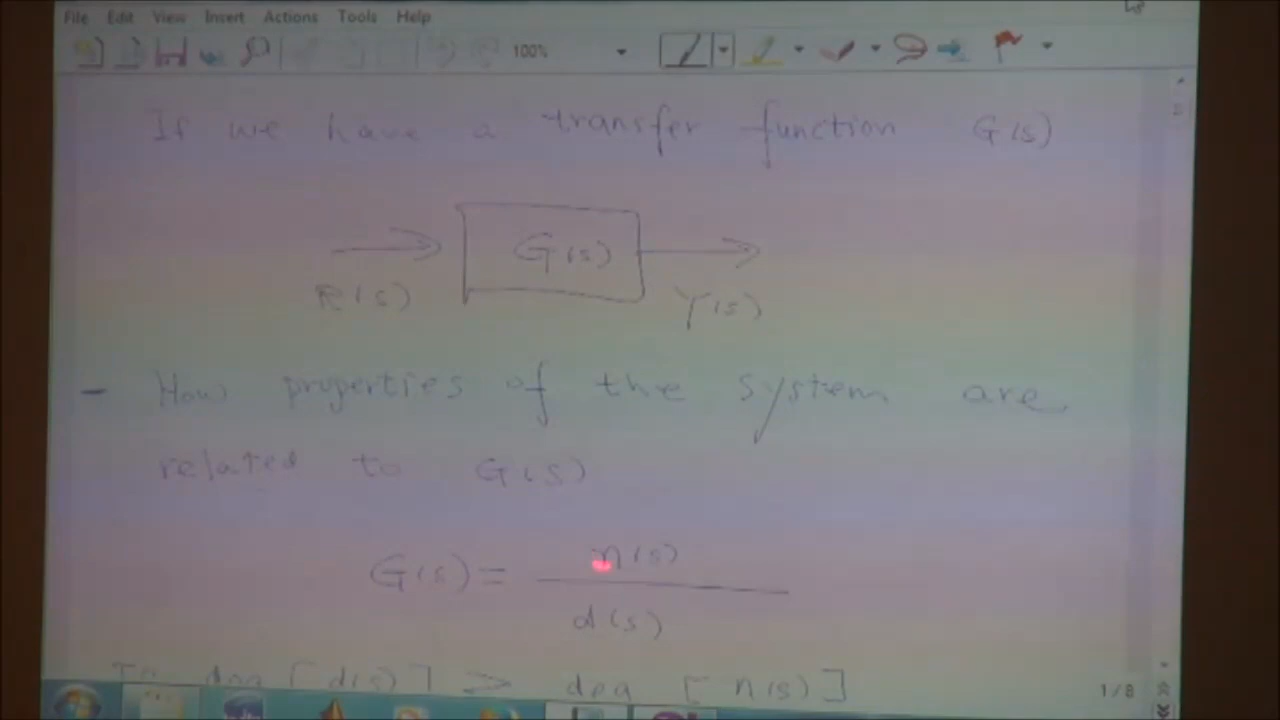 File Edit View Insert Actions Tools Help
100%
If we have a transfer function G(s)
G(s)
R(s)
Y(s)
- How properties of the system are
related to G(s)
G(s) = n(s)
d(s)
deg [d(s)] > deg [n(s)]
1/8